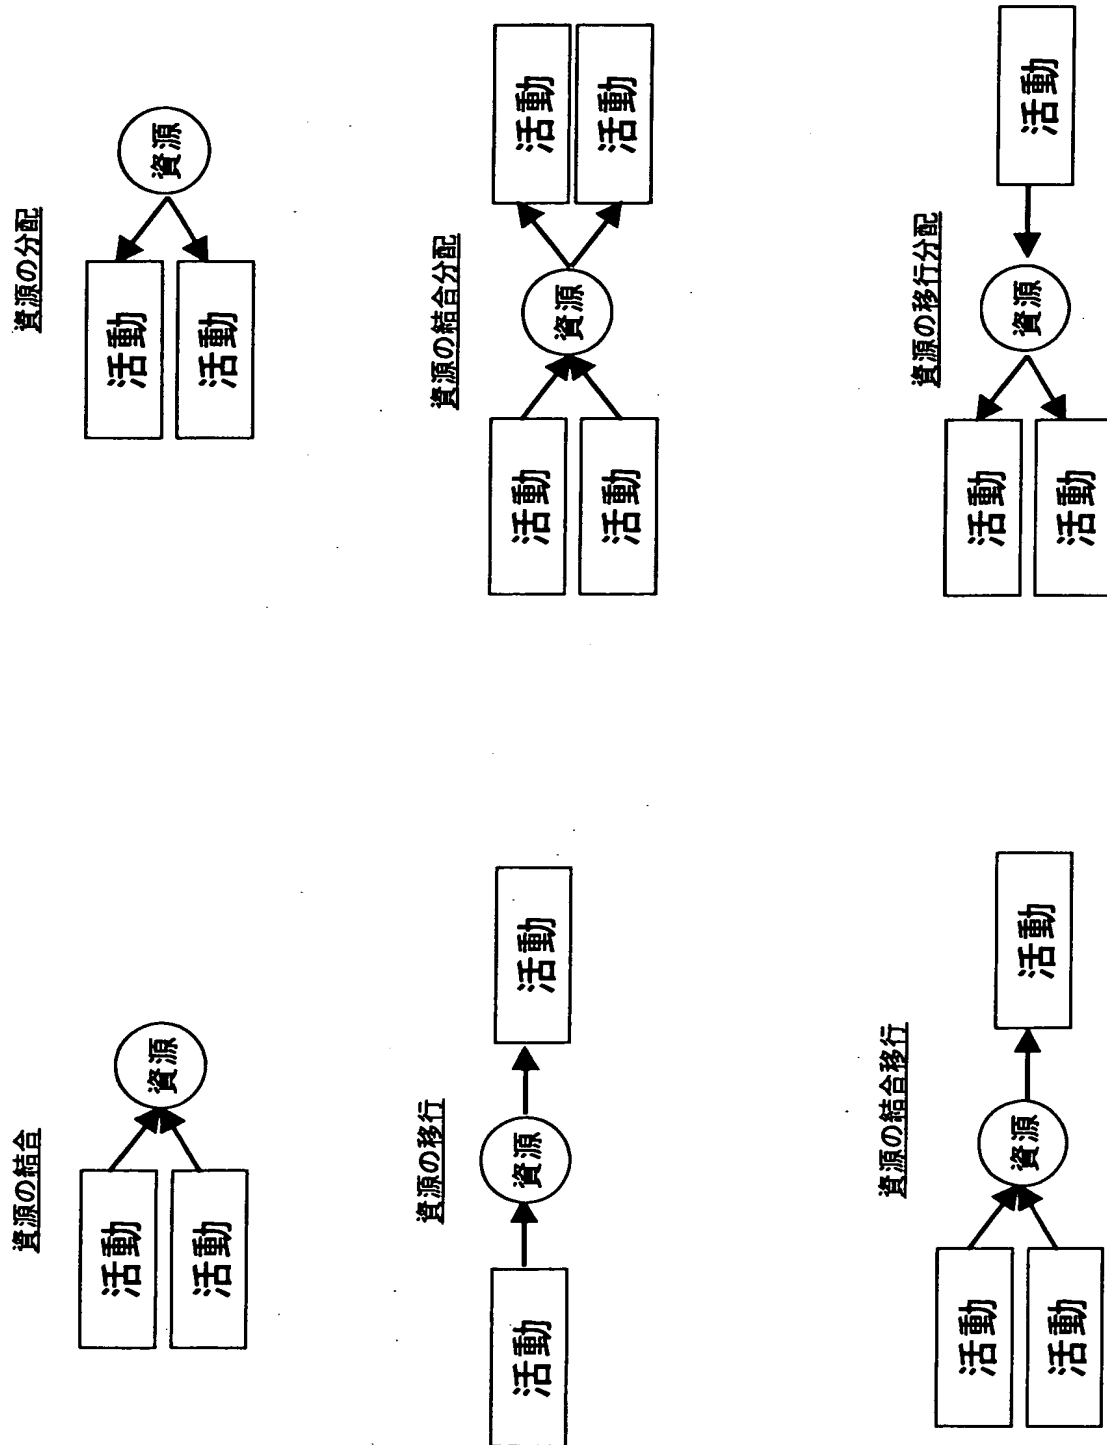 資源の結合
活動
資源
活動
資源の分配
活動
資源
活動
資源の移行
活動
資源
活動
資源の結合分配
活動
活動
資源
活動
活動
資源の結合移行
活動
活動
資源
活動
資源の移行分配
活動
活動
資源
活動